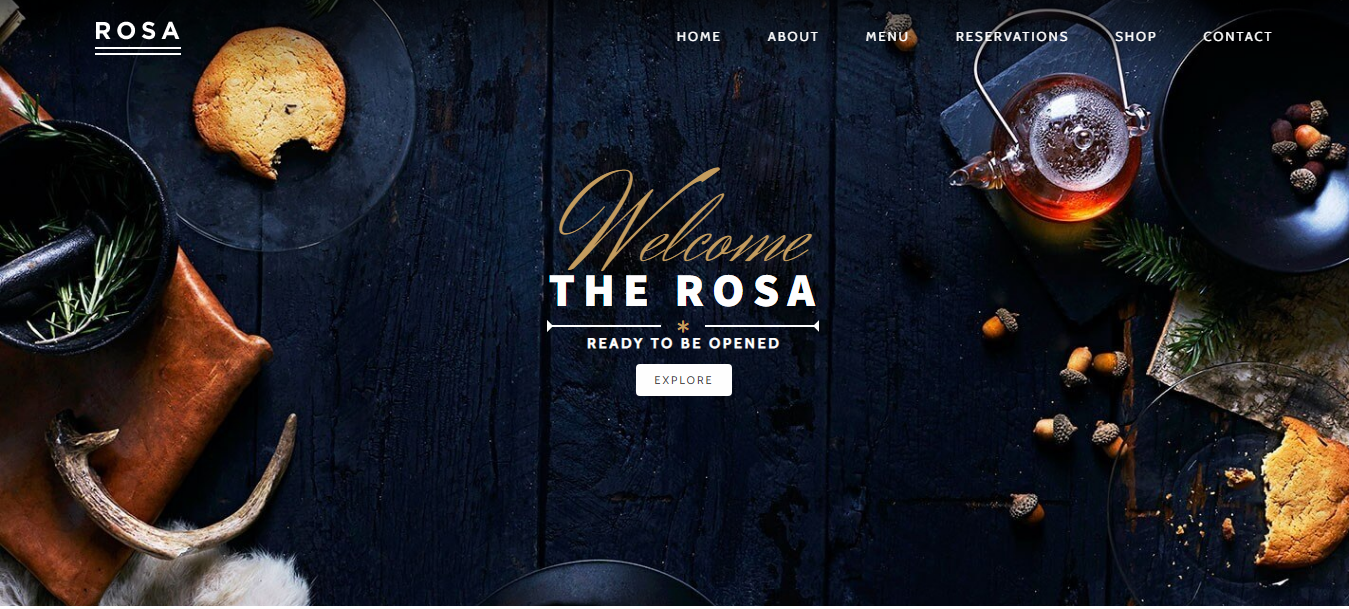 ROSA
HOME ABOUT MENU RESERVATIONS SHOP CONTACT
Welcome
THE ROSA
*
READY TO BE OPENED
EXPLORE